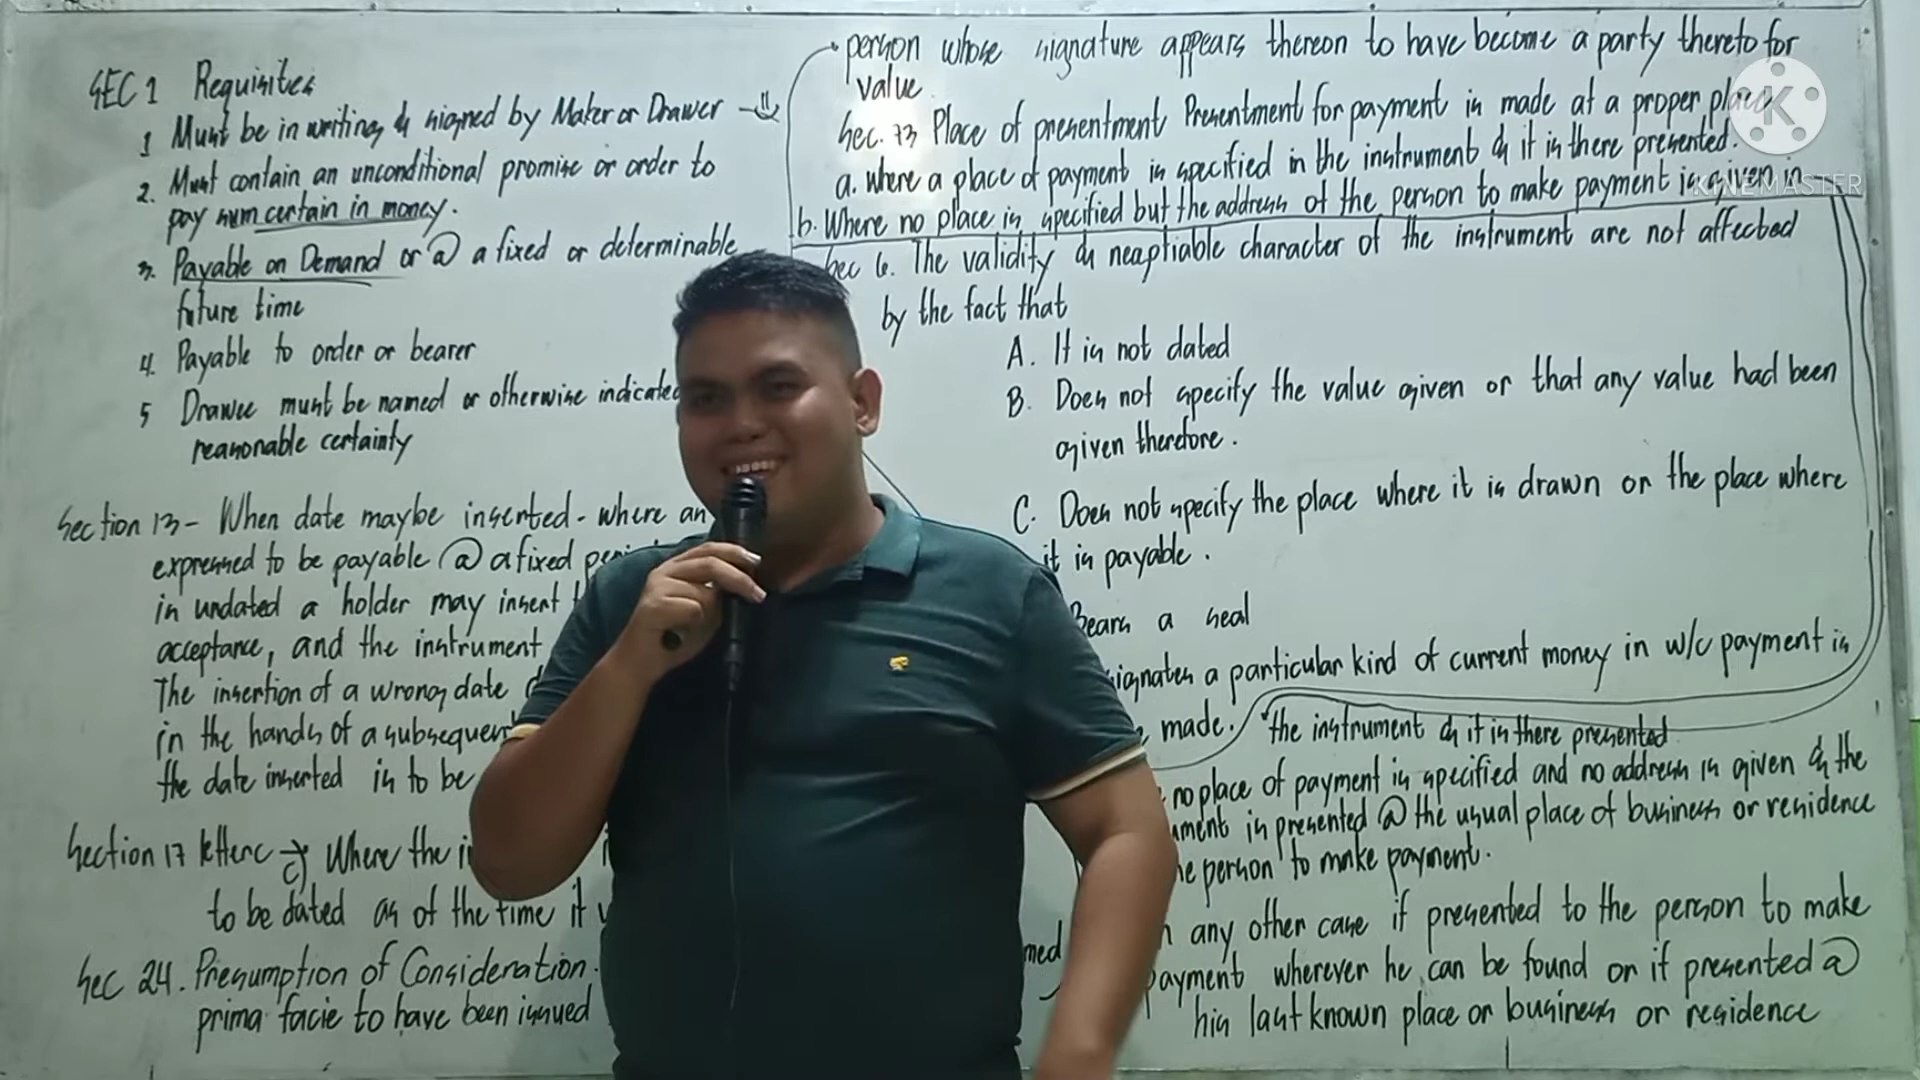 SEC 1 Requisites
1 Must be in writing & signed by Maker or Drawer
2. Must contain an unconditional promise or order to
pay sum certain in money.
3. Payable on Demand or @ a fixed or determinable
future time
4. Payable to order or bearer
5 Drawee must be named or otherwise indicated
reasonable certainty
Section 13 - When date maybe inserted - where an
expressed to be payable @ a fixed
in undated a holder may insert
acceptance, and the instrument
The insertion of a wrong date
in the hands of a subsequent
the date inserted is to be
Section 17 letter c → c) Where the
to be dated as of the time it
Sec 24. Presumption of Consideration.
prima facie to have been issued
person whose signature appears thereon to have become a party thereto for
value
Sec. 73 Place of presentment Presentment for payment is made at a proper place
a. where a place of payment is specified in the instrument & it is there presented.
b. Where no place is specified but the address of the person to make payment is given in
Sec 6. The validity & negotiable character of the instrument are not affected
by the fact that
A. It is not dated
B. Does not specify the value given or that any value had been
given therefore.
C. Does not specify the place where it is drawn or the place where
it is payable.
Bears a seal
a particular kind of current money in w/c payment is
made.
the instrument & it is there presented
no place of payment is specified and no address is given & the
is presented @ the usual place of business or residence
person to make payment.
any other case if presented to the person to make
payment wherever he can be found or if presented @
his last known place or business or residence
K
KINEMASTER